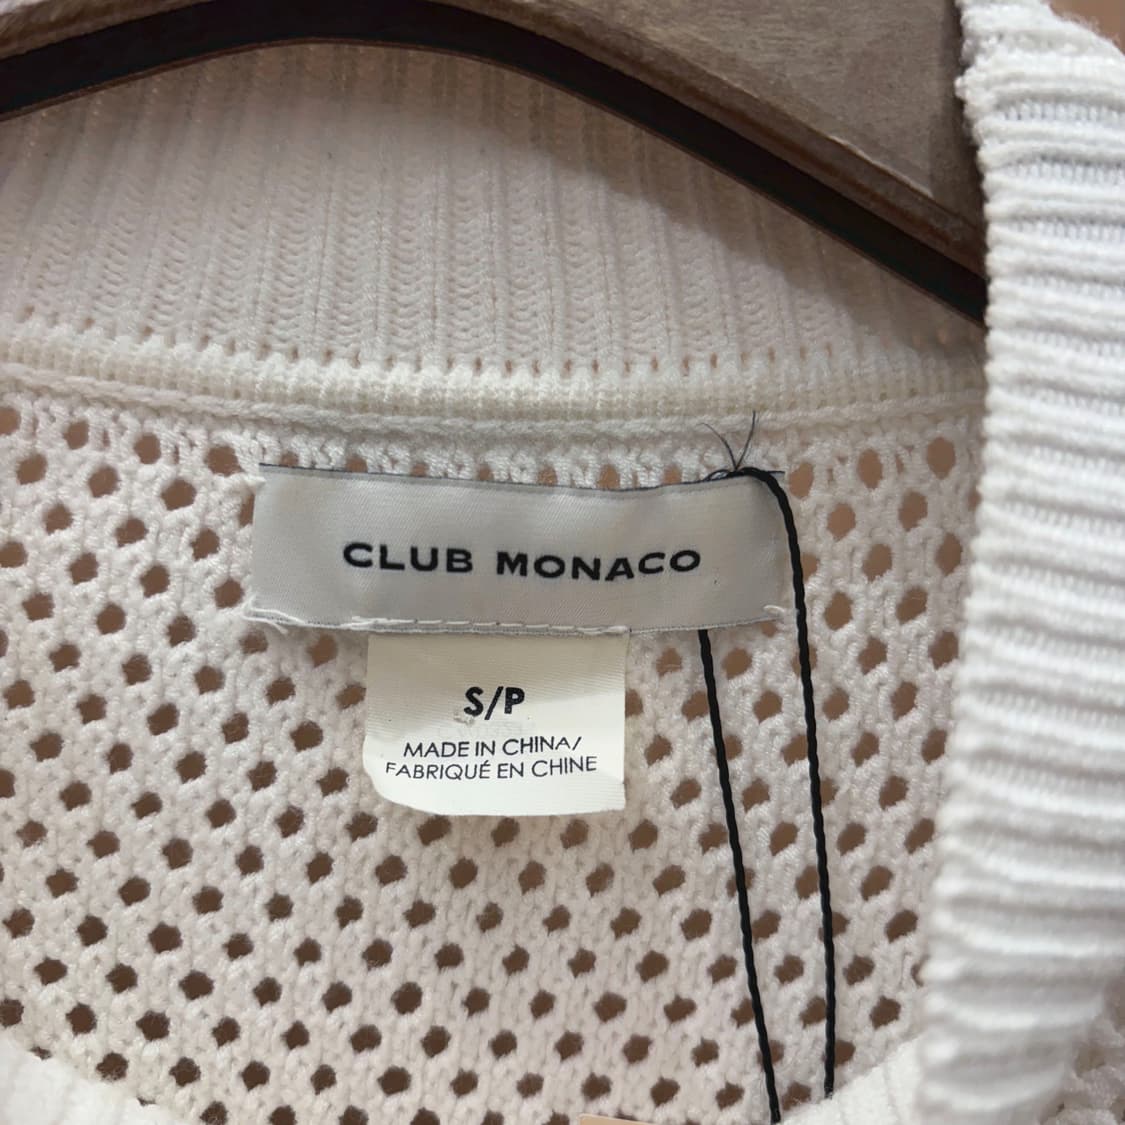 CLUB MONACO
S/P
MADE IN CHINA/
FABRIQUÉ EN CHINE